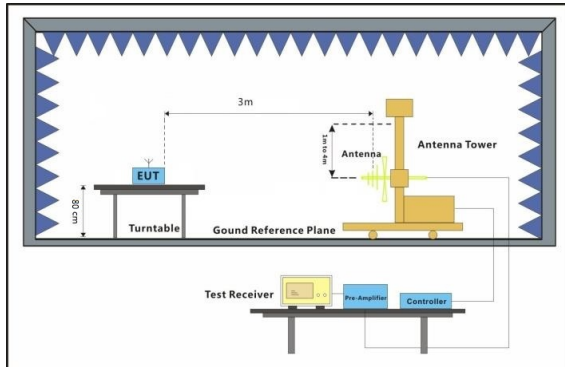 3m
1m to 4m
Antenna
Antenna Tower
EUT
80 cm
Turntable
Gound Reference Plane
Test Receiver
Pre-Amplifier
Controller